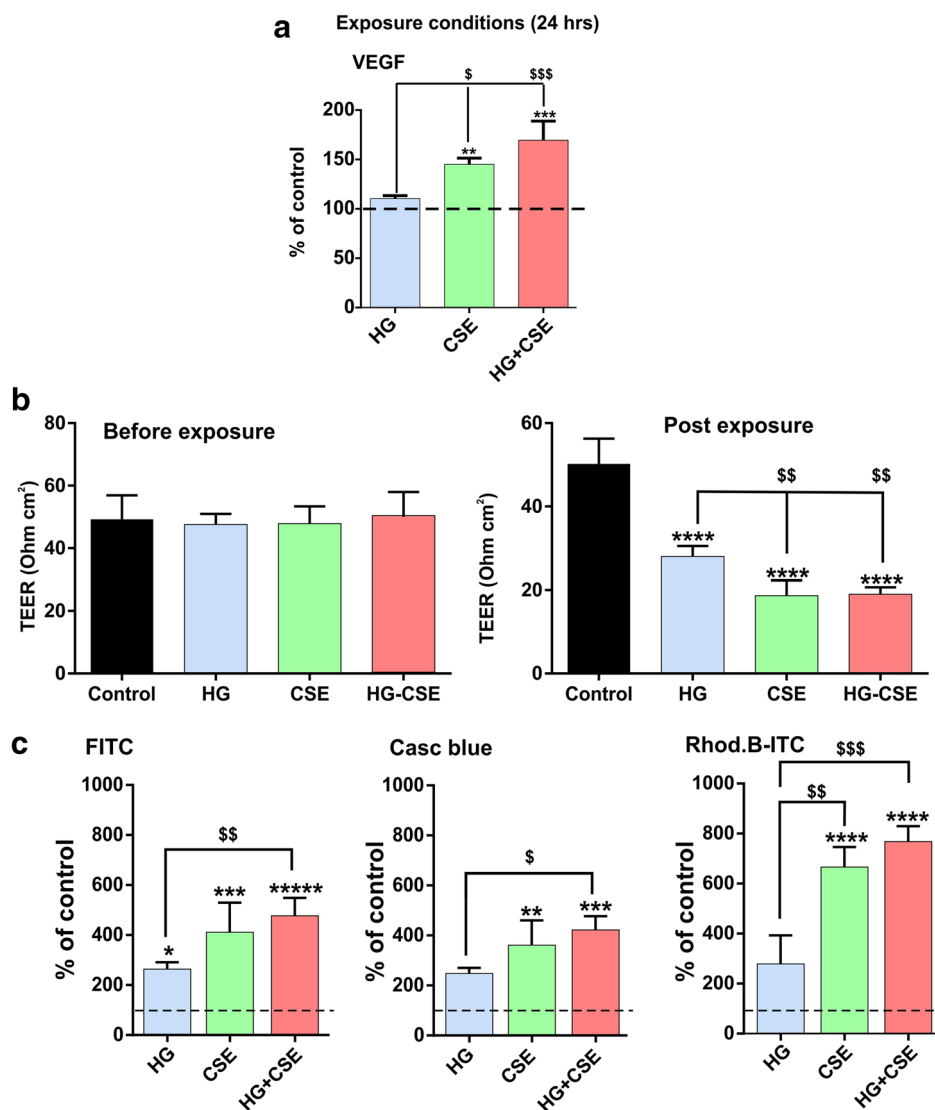 a
Exposure conditions (24 hrs)
VEGF
$
$$$
**
***
% of control
200
150
100
50
0
HG
CSE
HG+CSE
b
Before exposure
TEER (Ohm cm²)
80
60
40
20
0
Control
HG
CSE
HG-CSE
Post exposure
TEER (Ohm cm²)
60
40
20
0
$$
$$
****
****
****
Control
HG
CSE
HG-CSE
c
FITC
% of control
1000
800
600
400
200
0
$$
*
***
*****
HG
CSE
HG+CSE
Casc blue
% of control
1000
800
600
400
200
0
$
**
***
HG
CSE
HG+CSE
Rhod.B-ITC
% of control
1000
800
600
400
200
0
$$$
$$
****
****
HG
CSE
HG+CSE